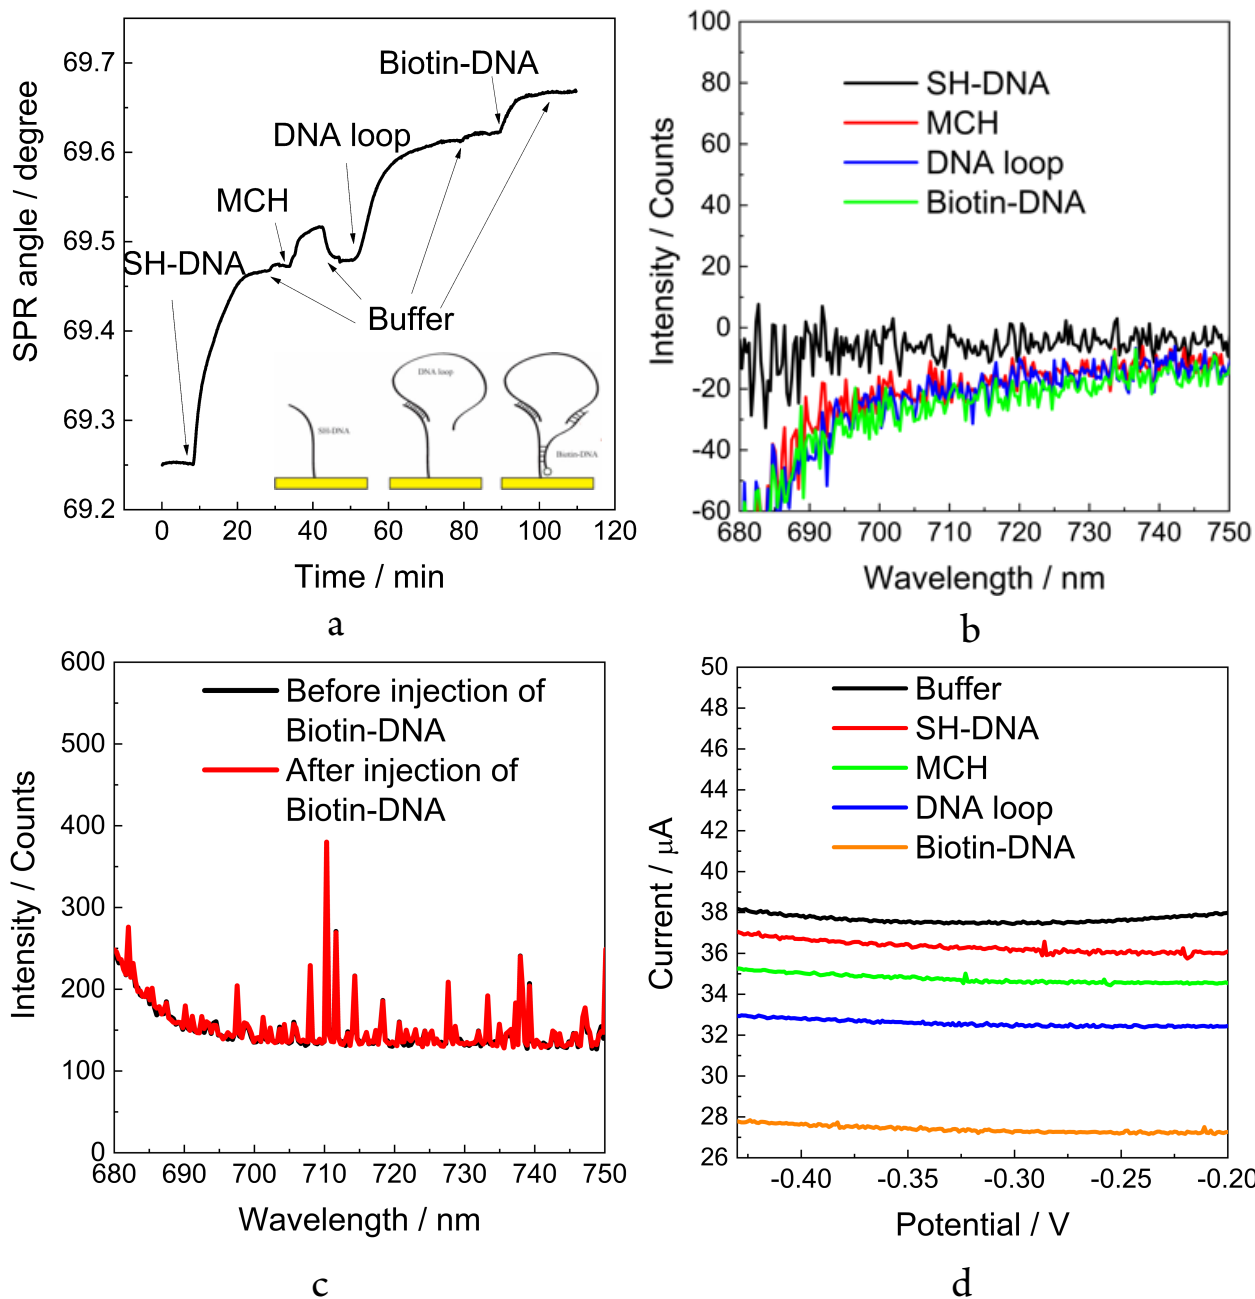 69.7
69.6
69.5
69.4
69.3
69.2
SPR angle / degree
Biotin-DNA
DNA loop
MCH
SH-DNA
Buffer
DNA loop
SH-DNA
Biotin-DNA
0 20 40 60 80 100 120
Time / min
a
100
80
60
40
20
0
-20
-40
-60
Intensity / Counts
SH-DNA
MCH
DNA loop
Biotin-DNA
680 690 700 710 720 730 740 750
Wavelength / nm
b
600
500
400
300
200
100
0
Intensity / Counts
Before injection of
Biotin-DNA
After injection of
Biotin-DNA
680 690 700 710 720 730 740 750
Wavelength / nm
c
50
48
46
44
42
40
38
36
34
32
30
28
26
Current / μA
Buffer
SH-DNA
MCH
DNA loop
Biotin-DNA
-0.40 -0.35 -0.30 -0.25 -0.20
Potential / V
d